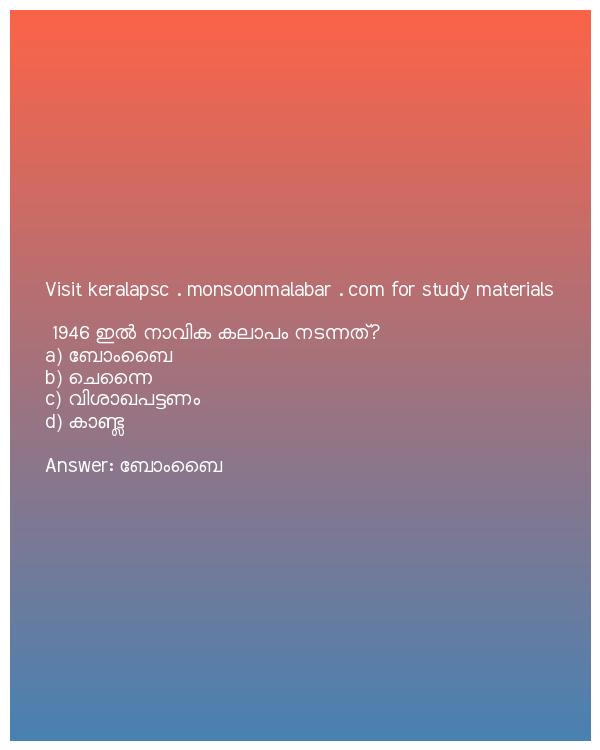 Visit keralapsc . monsoonmalabar . com for study materials
1946 ഇൽ നാവിക കലാപം നടന്നത്?
a) ബോംബൈ
b) ചെന്നൈ
c) വിശാഖപട്ടണം
d) കാണ്ട്ല
Answer: ബോംബൈ